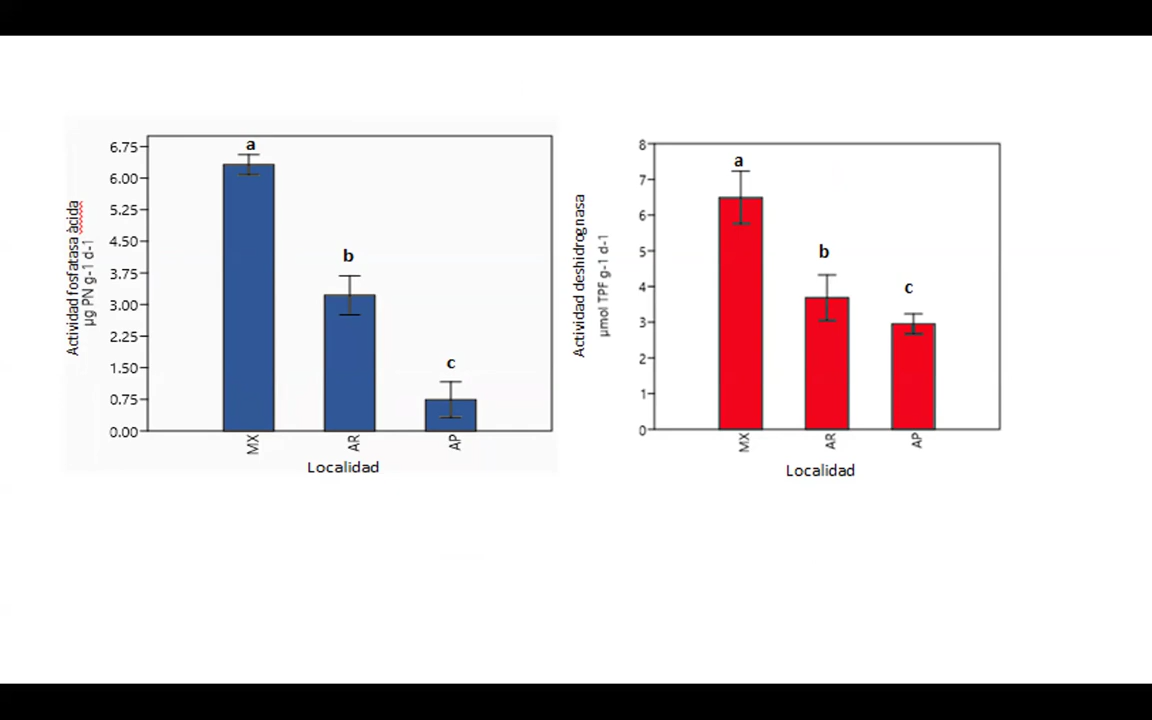 Actividad fosfatasa àcida
µg PN g-1 d-1
6.75
6.00
5.25
4.50
3.75
3.00
2.25
1.50
0.75
0.00
a
b
c
MX
AR
AP
Localidad
Actividad deshidrognasa
µmol TPF g-1 d-1
8
7
6
5
4
3
2
1
0
a
b
c
MX
AR
AP
Localidad